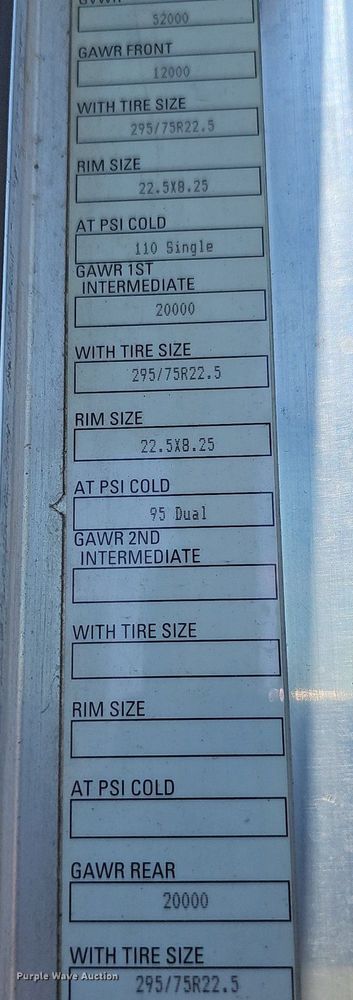 GVWR
52000
GAWR FRONT
12000
WITH TIRE SIZE
295/75R22.5
RIM SIZE
22.5X8.25
AT PSI COLD
110 Single
GAWR 1ST
INTERMEDIATE
20000
WITH TIRE SIZE
295/75R22.5
RIM SIZE
22.5X8.25
AT PSI COLD
95 Dual
GAWR 2ND
INTERMEDIATE
WITH TIRE SIZE
RIM SIZE
AT PSI COLD
GAWR REAR
20000
WITH TIRE SIZE
295/75R22.5
Purple Wave Auction